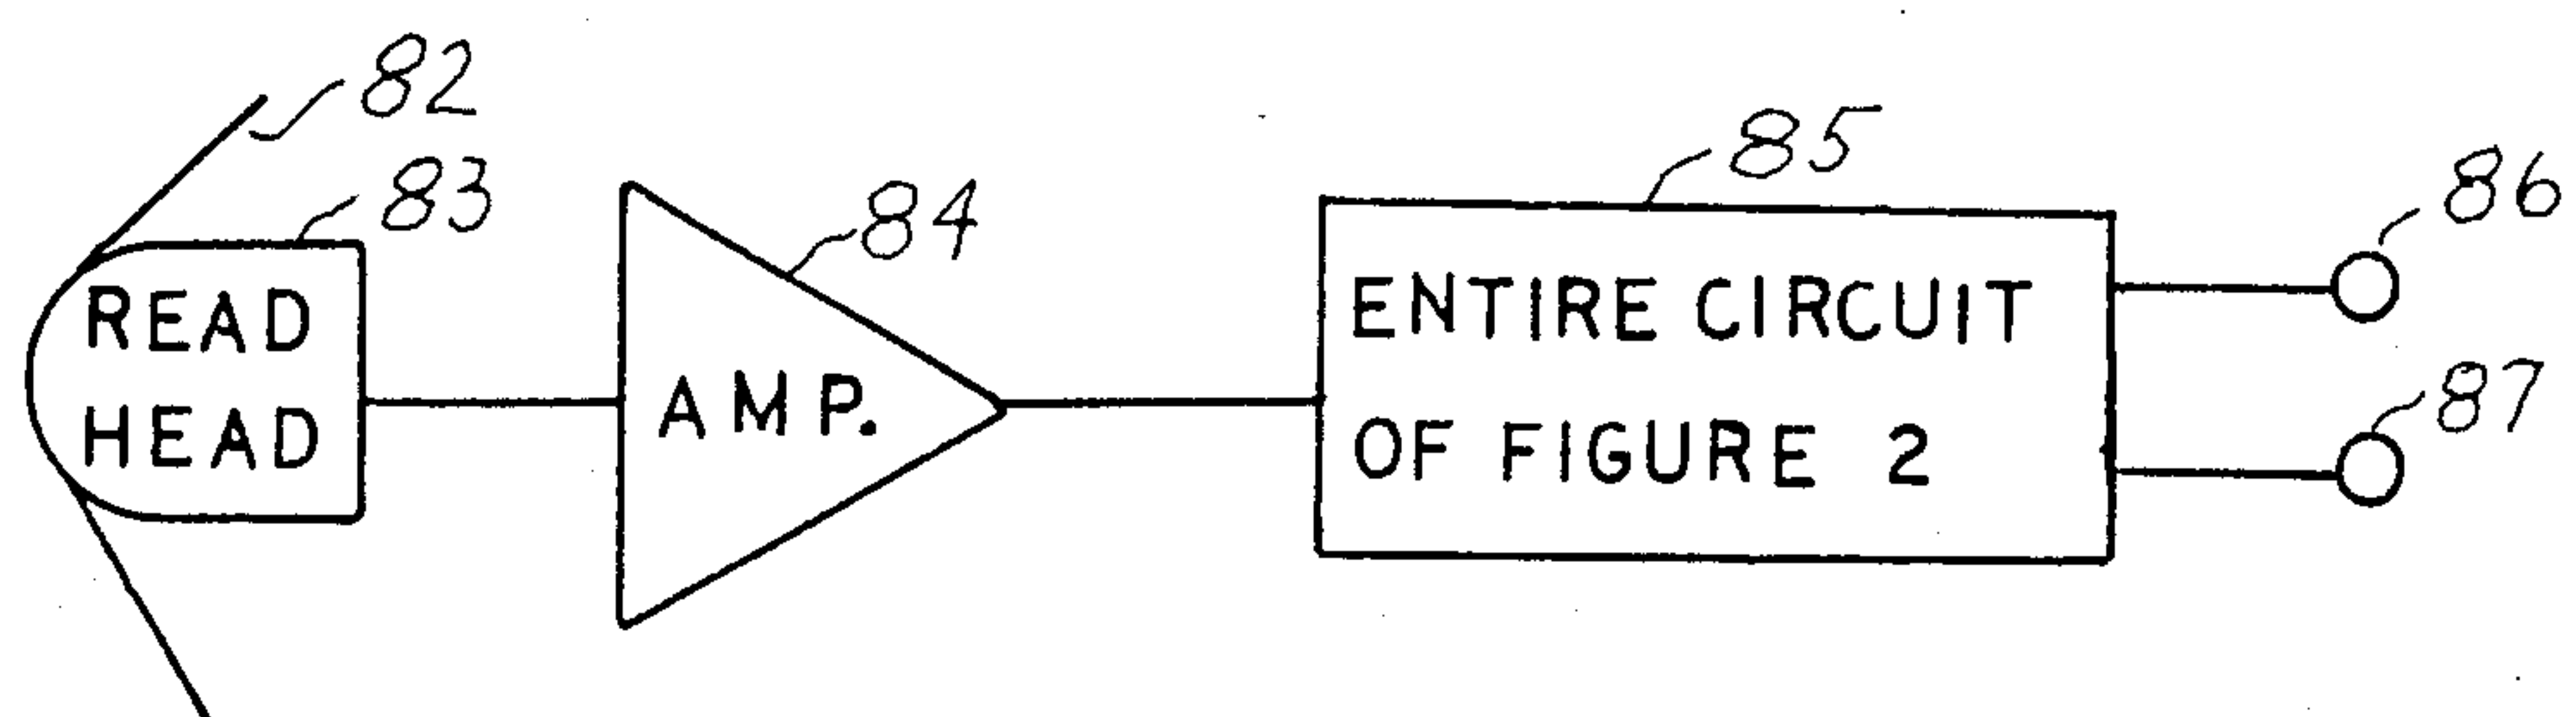 82
83
READ
HEAD
84
AMP.
85
ENTIRE CIRCUIT
OF FIGURE 2
86
87